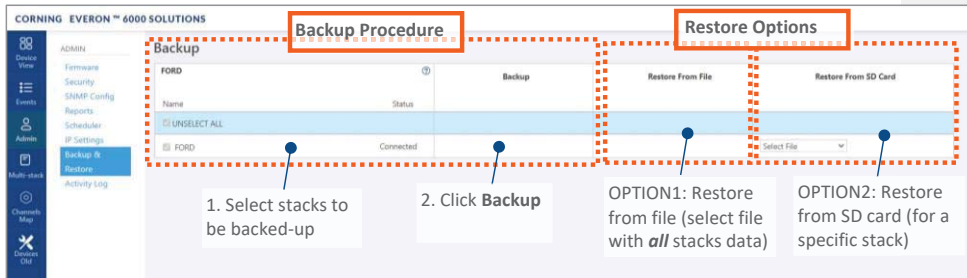 CORNING EVERON ™ 6000 SOLUTIONS
Backup Procedure
Restore Options
Device View
Events
Admin
Multi-stack
Channels Map
Devices Old
ADMIN
Firmware
Security
SNMP Config
Reports
Scheduler
IP Settings
Backup &
Restore
Activity Log
Backup
FORD
?
Backup
Restore From File
Restore From SD Card
Name
Status
UNSELECT ALL
FORD
Connected
Select File
1. Select stacks to
be backed-up
2. Click Backup
OPTION1: Restore
from file (select file
with all stacks data)
OPTION2: Restore
from SD card (for a
specific stack)